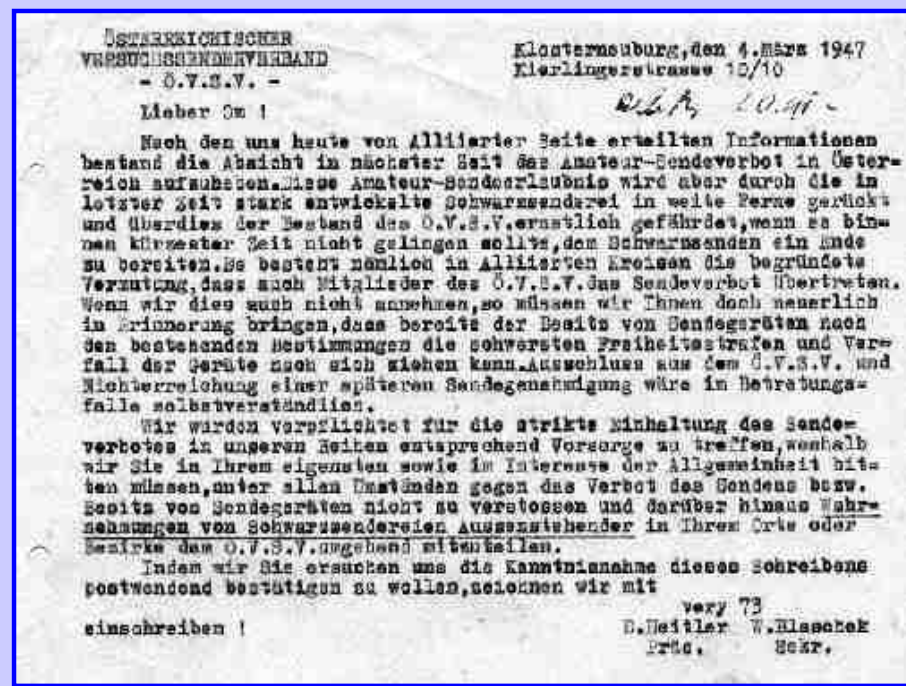 ÖSTERREICHISCHER
VERSUCHSSENDERVERBAND
- Ö.V.S.V. -
Klosterneuburg,den 4.März 1947
Kierlingerstrasse 10/10
Lieber Om !
Nach den uns heute von Alliierter Seite erteilten Informationen
bestand die Absicht in nächster Zeit das Amateur-Sendeverbot in Öster-
reich aufzuheben.Diese Amateur-Sendeerlaubnis wird aber durch die in
letzter Zeit stark entwickelte Schwarzsenderei in weite Ferne gerückt
und überdies der Bestand des Ö.V.S.V.ernstlich gefährdet,wenn es bin=
nen kürzester Zeit nicht gelingen sollte,dem Schwarzsenden ein Ende
zu bereiten.Es besteht nämlich in Alliierten Kreisen die begründete
Vermutung,dass auch Mitglieder des Ö.V.S.V.das Sendeverbot übertreten.
Wenn wir dies auch nicht annehmen,so müssen wir Ihnen doch neuerlich
in Erinnerung bringen,dass bereits der Besitz von Sendegeräten nach
den bestehenden Bestimmungen die schwersten Freiheitsstrafen und Ver=
fall der Geräte nach sich ziehen kann.Ausschluss aus dem Ö.V.S.V. und
Nichterreichung einer späteren Sendegenehmigung wäre im Betretungs=
falle selbstverständlich.
Wir wurden verpflichtet für die strikte Einhaltung des Sende=
verbotes in unseren Reihen entsprechend Vorsorge zu treffen,weshalb
wir Sie in Ihrem eigensten sowie im Interesse der Allgemeinheit bit=
ten müssen,unter allen Umständen gegen das Verbot des Sendens bezw.
Besitz von Sendegeräten nicht zu verstossen und darüber hinaus Wahr=
nehmungen von Schwarzsendereien Aussenstehender in Ihrem Orte oder
Bezirke dem Ö.V.S.V.umgehend mitzuteilen.
Indem wir Sie ersuchen uns die Kenntnisnahme dieses Schreibens
postwendend bestätigen zu wollen,zeichnen wir mit
very 73
einschreiben !
W.Blaschek
Präs. Sekr.